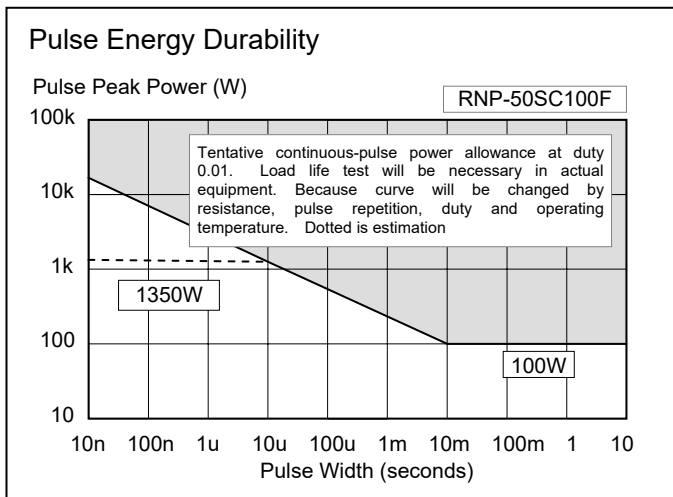 Pulse Energy Durability
Pulse Peak Power (W)
RNP-50SC100F
100k
Tentative continuous-pulse power allowance at duty
0.01. Load life test will be necessary in actual
equipment. Because curve will be changed by
resistance, pulse repetition, duty and operating
temperature. Dotted is estimation
10k
1k
1350W
100
100W
10
10n 100n 1u 10u 100u 1m 10m 100m 1 10
Pulse Width (seconds)